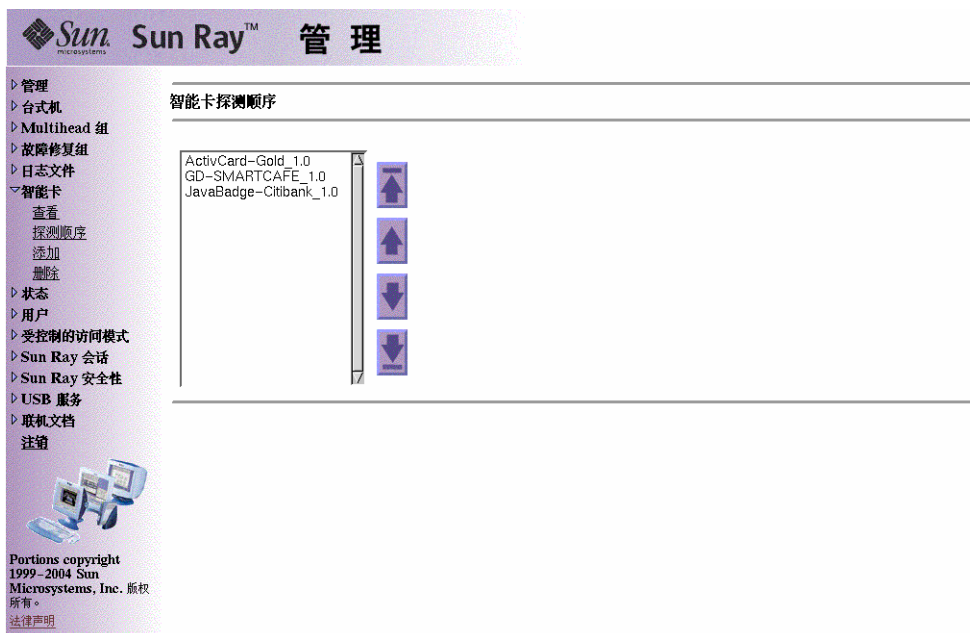 Sun microsystems Sun Ray™ 管 理
管理
台式机
Multihead 组
故障修复组
日志文件
智能卡
查看
探测顺序
添加
删除
状态
用户
受控制的访问模式
Sun Ray 会话
Sun Ray 安全性
USB 服务
联机文档
注销
Portions copyright
1999-2004 Sun
Microsystems, Inc. 版权
所有。
法律声明
智能卡探测顺序
ActivCard-Gold_1.0
GD-SMARTCAFE_1.0
JavaBadge-Citibank_1.0